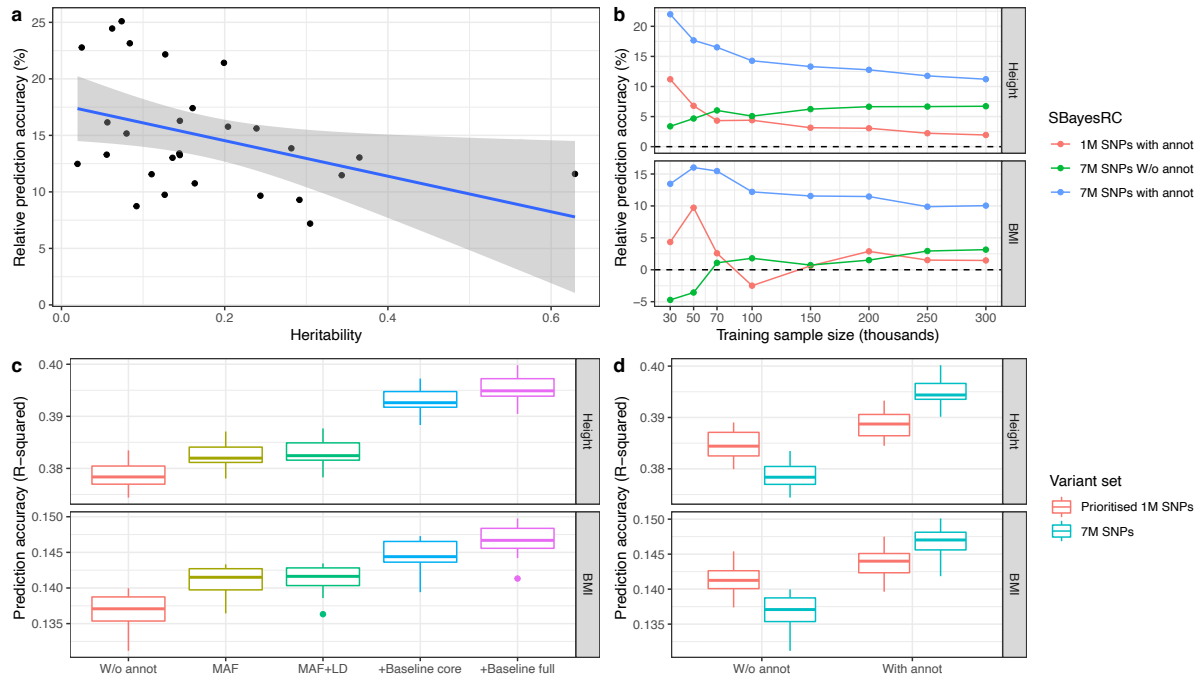 a
Relative prediction accuracy (%)
25
20
15
10
5
0
0.0
0.2
0.4
0.6
Heritability
b
Relative prediction accuracy (%)
20
15
10
5
0
Height
15
10
5
0
−5
BMI
30
50
70
100
150
200
250
300
Training sample size (thousands)
SBayesRC
1M SNPs with annot
7M SNPs W/o annot
7M SNPs with annot
c
Prediction accuracy (R−squared)
0.40
0.39
0.38
Height
0.150
0.145
0.140
0.135
BMI
W/o annot
MAF
MAF+LD
+Baseline core
+Baseline full
d
Prediction accuracy (R−squared)
0.40
0.39
0.38
Height
0.150
0.145
0.140
0.135
BMI
W/o annot
With annot
Variant set
Prioritised 1M SNPs
7M SNPs